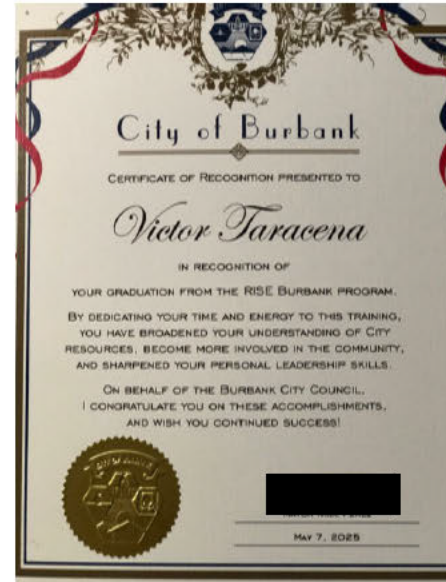 City of Burbank
CERTIFICATE OF RECOGNITION PRESENTED TO
Victor Taracena
IN RECOGNITION OF
YOUR GRADUATION FROM THE RISE BURBANK PROGRAM.
BY DEDICATING YOUR TIME AND ENERGY TO THIS TRAINING,
YOU HAVE BROADENED YOUR UNDERSTANDING OF CITY
RESOURCES, BECOME MORE INVOLVED IN THE COMMUNITY,
AND SHARPENED YOUR PERSONAL LEADERSHIP SKILLS.
ON BEHALF OF THE BURBANK CITY COUNCIL,
I CONGRATULATE YOU ON THESE ACCOMPLISHMENTS,
AND WISH YOU CONTINUED SUCCESS!
MAY 7, 2025